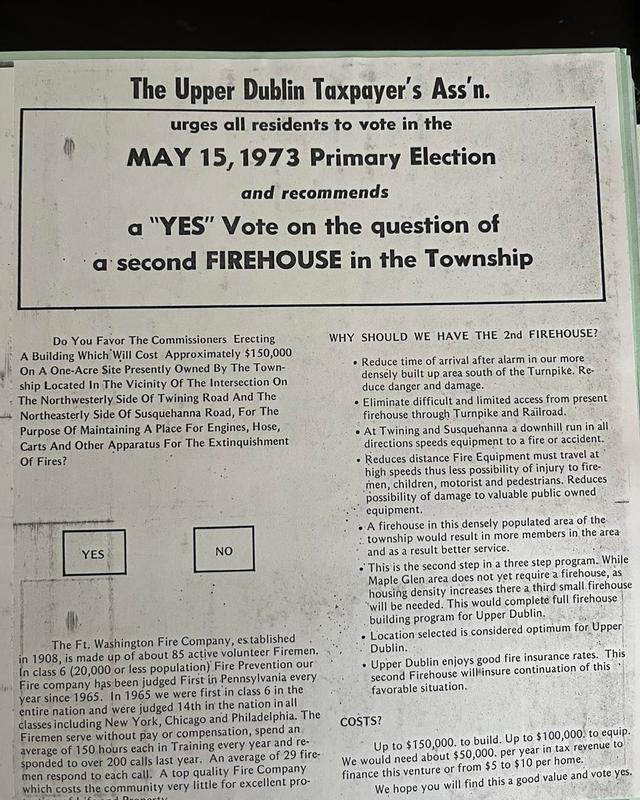 The Upper Dublin Taxpayer's Ass'n.
urges all residents to vote in the
MAY 15, 1973 Primary Election
and recommends
a "YES" Vote on the question of
a second FIREHOUSE in the Township
Do You Favor The Commissioners Erecting
A Building Which Will Cost Approximately $150,000
On A One-Acre Site Presently Owned By The Town-
ship Located In The Vicinity Of The Intersection On
The Northwesterly Side Of Twining Road And The
Northeasterly Side Of Susquehanna Road, For The
Purpose Of Maintaining A Place For Engines, Hose,
Carts And Other Apparatus For The Extinquishment
Of Fires?
YES
NO
The Ft. Washington Fire Company, established
in 1908, is made up of about 85 active volunteer Firemen.
In class 6 (20,000 or less population) Fire Prevention our
Fire company has been judged First in Pennsylvania every
year since 1965. In 1965 we were first in class 6 in the
entire nation and were judged 14th in the nation in all
classes including New York, Chicago and Philadelphia. The
Firemen serve without pay or compensation, spend an
average of 150 hours each in Training every year and re-
sponded to over 200 calls last year. An average of 29 fire-
men respond to each call. A top quality Fire Company
which costs the community very little for excellent pro-
Life and Property
WHY SHOULD WE HAVE THE 2nd FIREHOUSE?
• Reduce time of arrival after alarm in our more
densely built up area south of the Turnpike. Re-
duce danger and damage.
• Eliminate difficult and limited access from present
firehouse through Turnpike and Railroad.
• At Twining and Susquehanna a downhill run in all
directions speeds equipment to a fire or accident.
• Reduces distance Fire Equipment must travel at
high speeds thus less possibility of injury to fire-
men, children, motorist and pedestrians. Reduces
possibility of damage to valuable public owned
equipment.
• A firehouse in this densely populated area of the
township would result in more members in the area
and as a result better service.
• This is the second step in a three step program. While
Maple Glen area does not yet require a firehouse, as
housing density increases there a third small firehouse
will be needed. This would complete full firehouse
building program for Upper Dublin.
• Location selected is considered optimum for Upper
Dublin.
• Upper Dublin enjoys good fire insurance rates. This
second Firehouse will insure continuation of this
favorable situation.
COSTS?
Up to $150,000. to build. Up to $100,000. to equip.
We would need about $50,000. per year in tax revenue to
finance this venture or from $5 to $10 per home.
We hope you will find this a good value and vote yes.